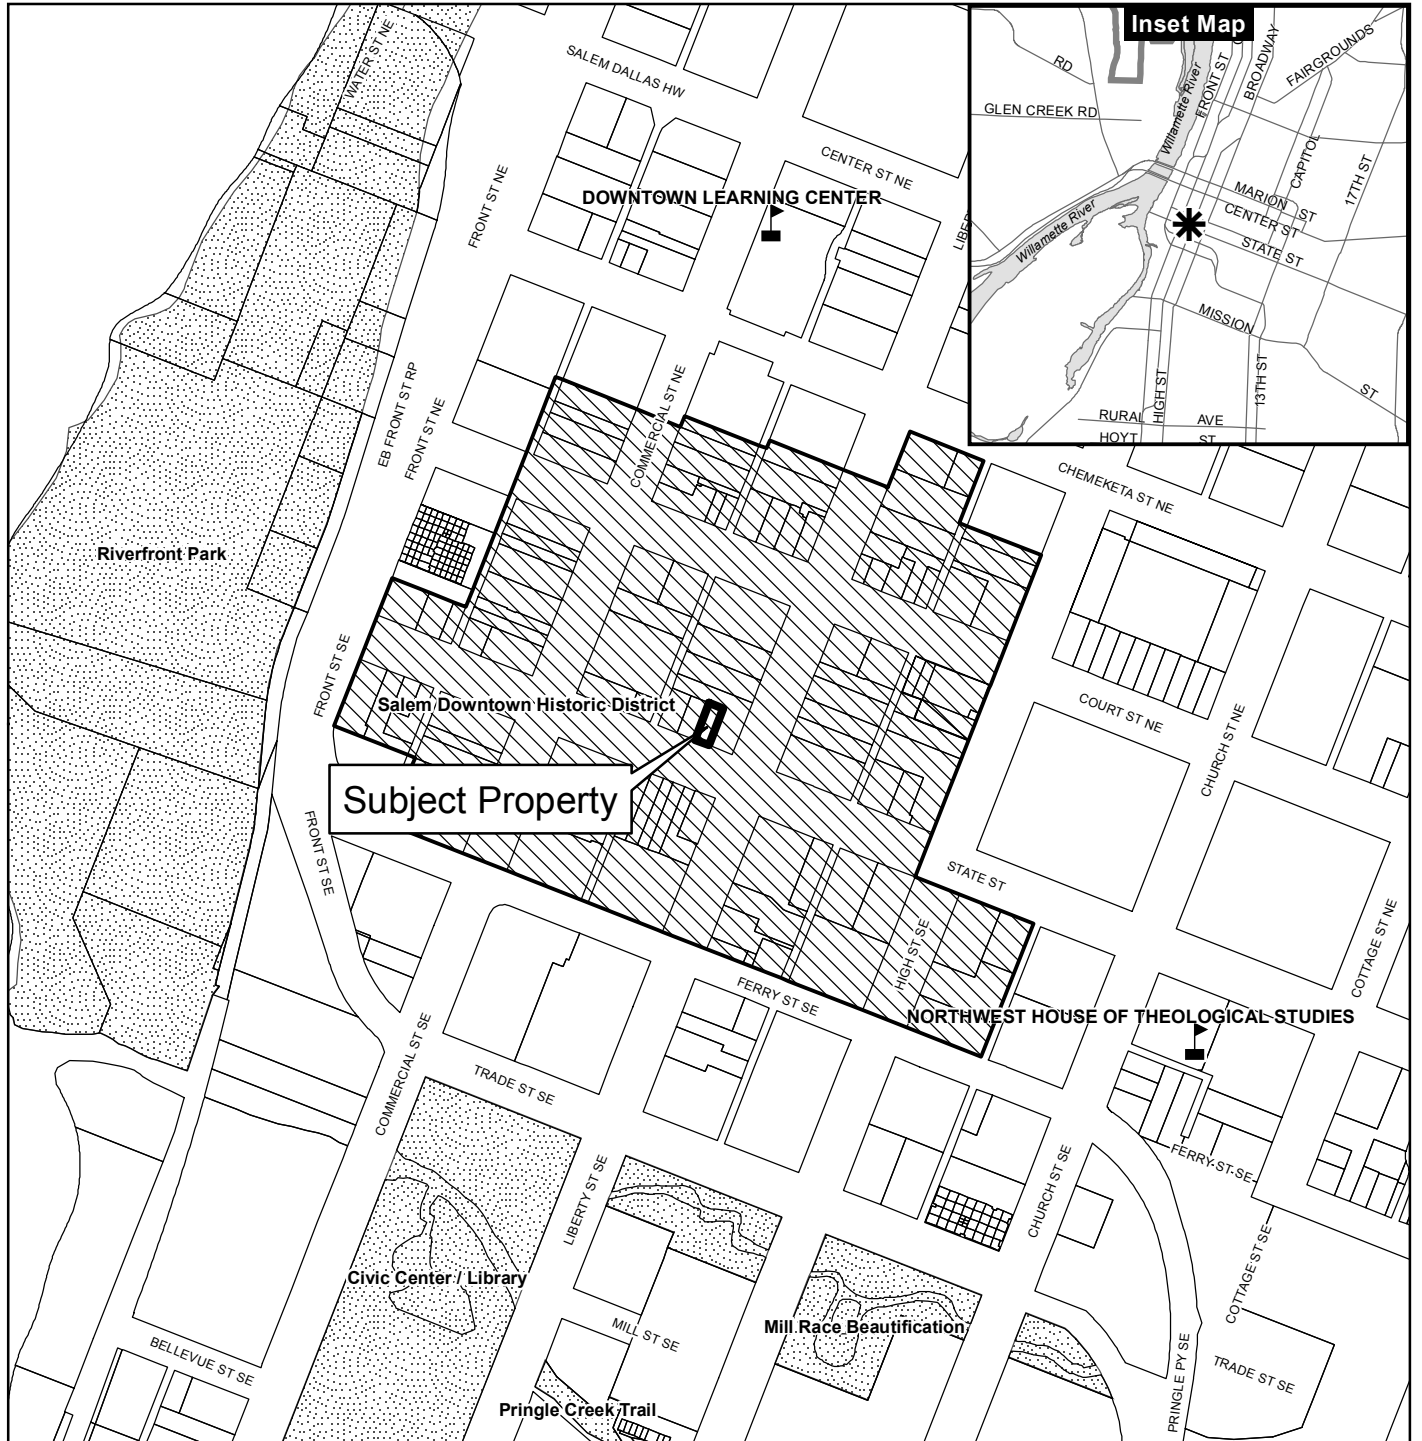 Inset Map
RD
GLEN CREEK RD
Willamette River
FRONT ST
BROADWAY
FAIRGROUNDS
CAPITOL
17TH ST
MARION ST
CENTER ST
STATE ST
Willamette River
MISSION
ST
HIGH ST
13TH ST
RURAL AVE
HOYT ST
WATER ST NE
SALEM DALLAS HW
CENTER ST NE
FRONT ST NE
DOWNTOWN LEARNING CENTER
LIBER
EB FRONT ST RP
FRONT ST NE
COMMERCIAL ST NE
CHEMEKETA ST NE
Riverfront Park
FRONT ST SE
Salem Downtown Historic District
COURT ST NE
CHURCH ST NE
Subject Property
FRONT ST SE
STATE ST
HIGH ST SE
COTTAGE ST NE
FERRY ST SE
NORTHWEST HOUSE OF THEOLOGICAL STUDIES
COMMERCIAL ST SE
TRADE ST SE
LIBERTY ST SE
CHURCH ST SE
FERRY ST SE
COTTAGE ST SE
Civic Center / Library
MILL ST SE
Mill Race Beautification
BELLEVUE ST SE
PRINGLE PY SE
TRADE ST SE
Pringle Creek Trail